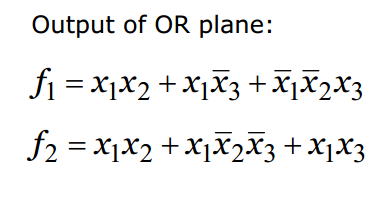 Output of OR plane:
f₁ = x₁x₂ + x₁x̅₃ + x̅₁x̅₂x₃
f₂ = x₁x₂ + x₁x̅₂x̅₃ + x₁x₃